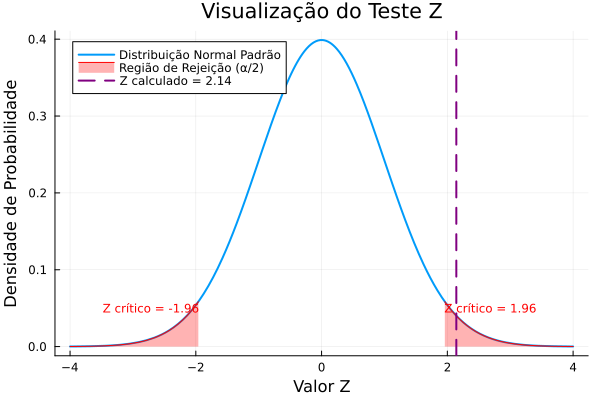 Visualização do Teste Z
Distribuição Normal Padrão
Região de Rejeição (α/2)
Z calculado = 2.14
Densidade de Probabilidade
0.4
0.3
0.2
0.1
0.0
Z crítico = -1.96
Z crítico = 1.96
−4
−2
0
2
4
Valor Z